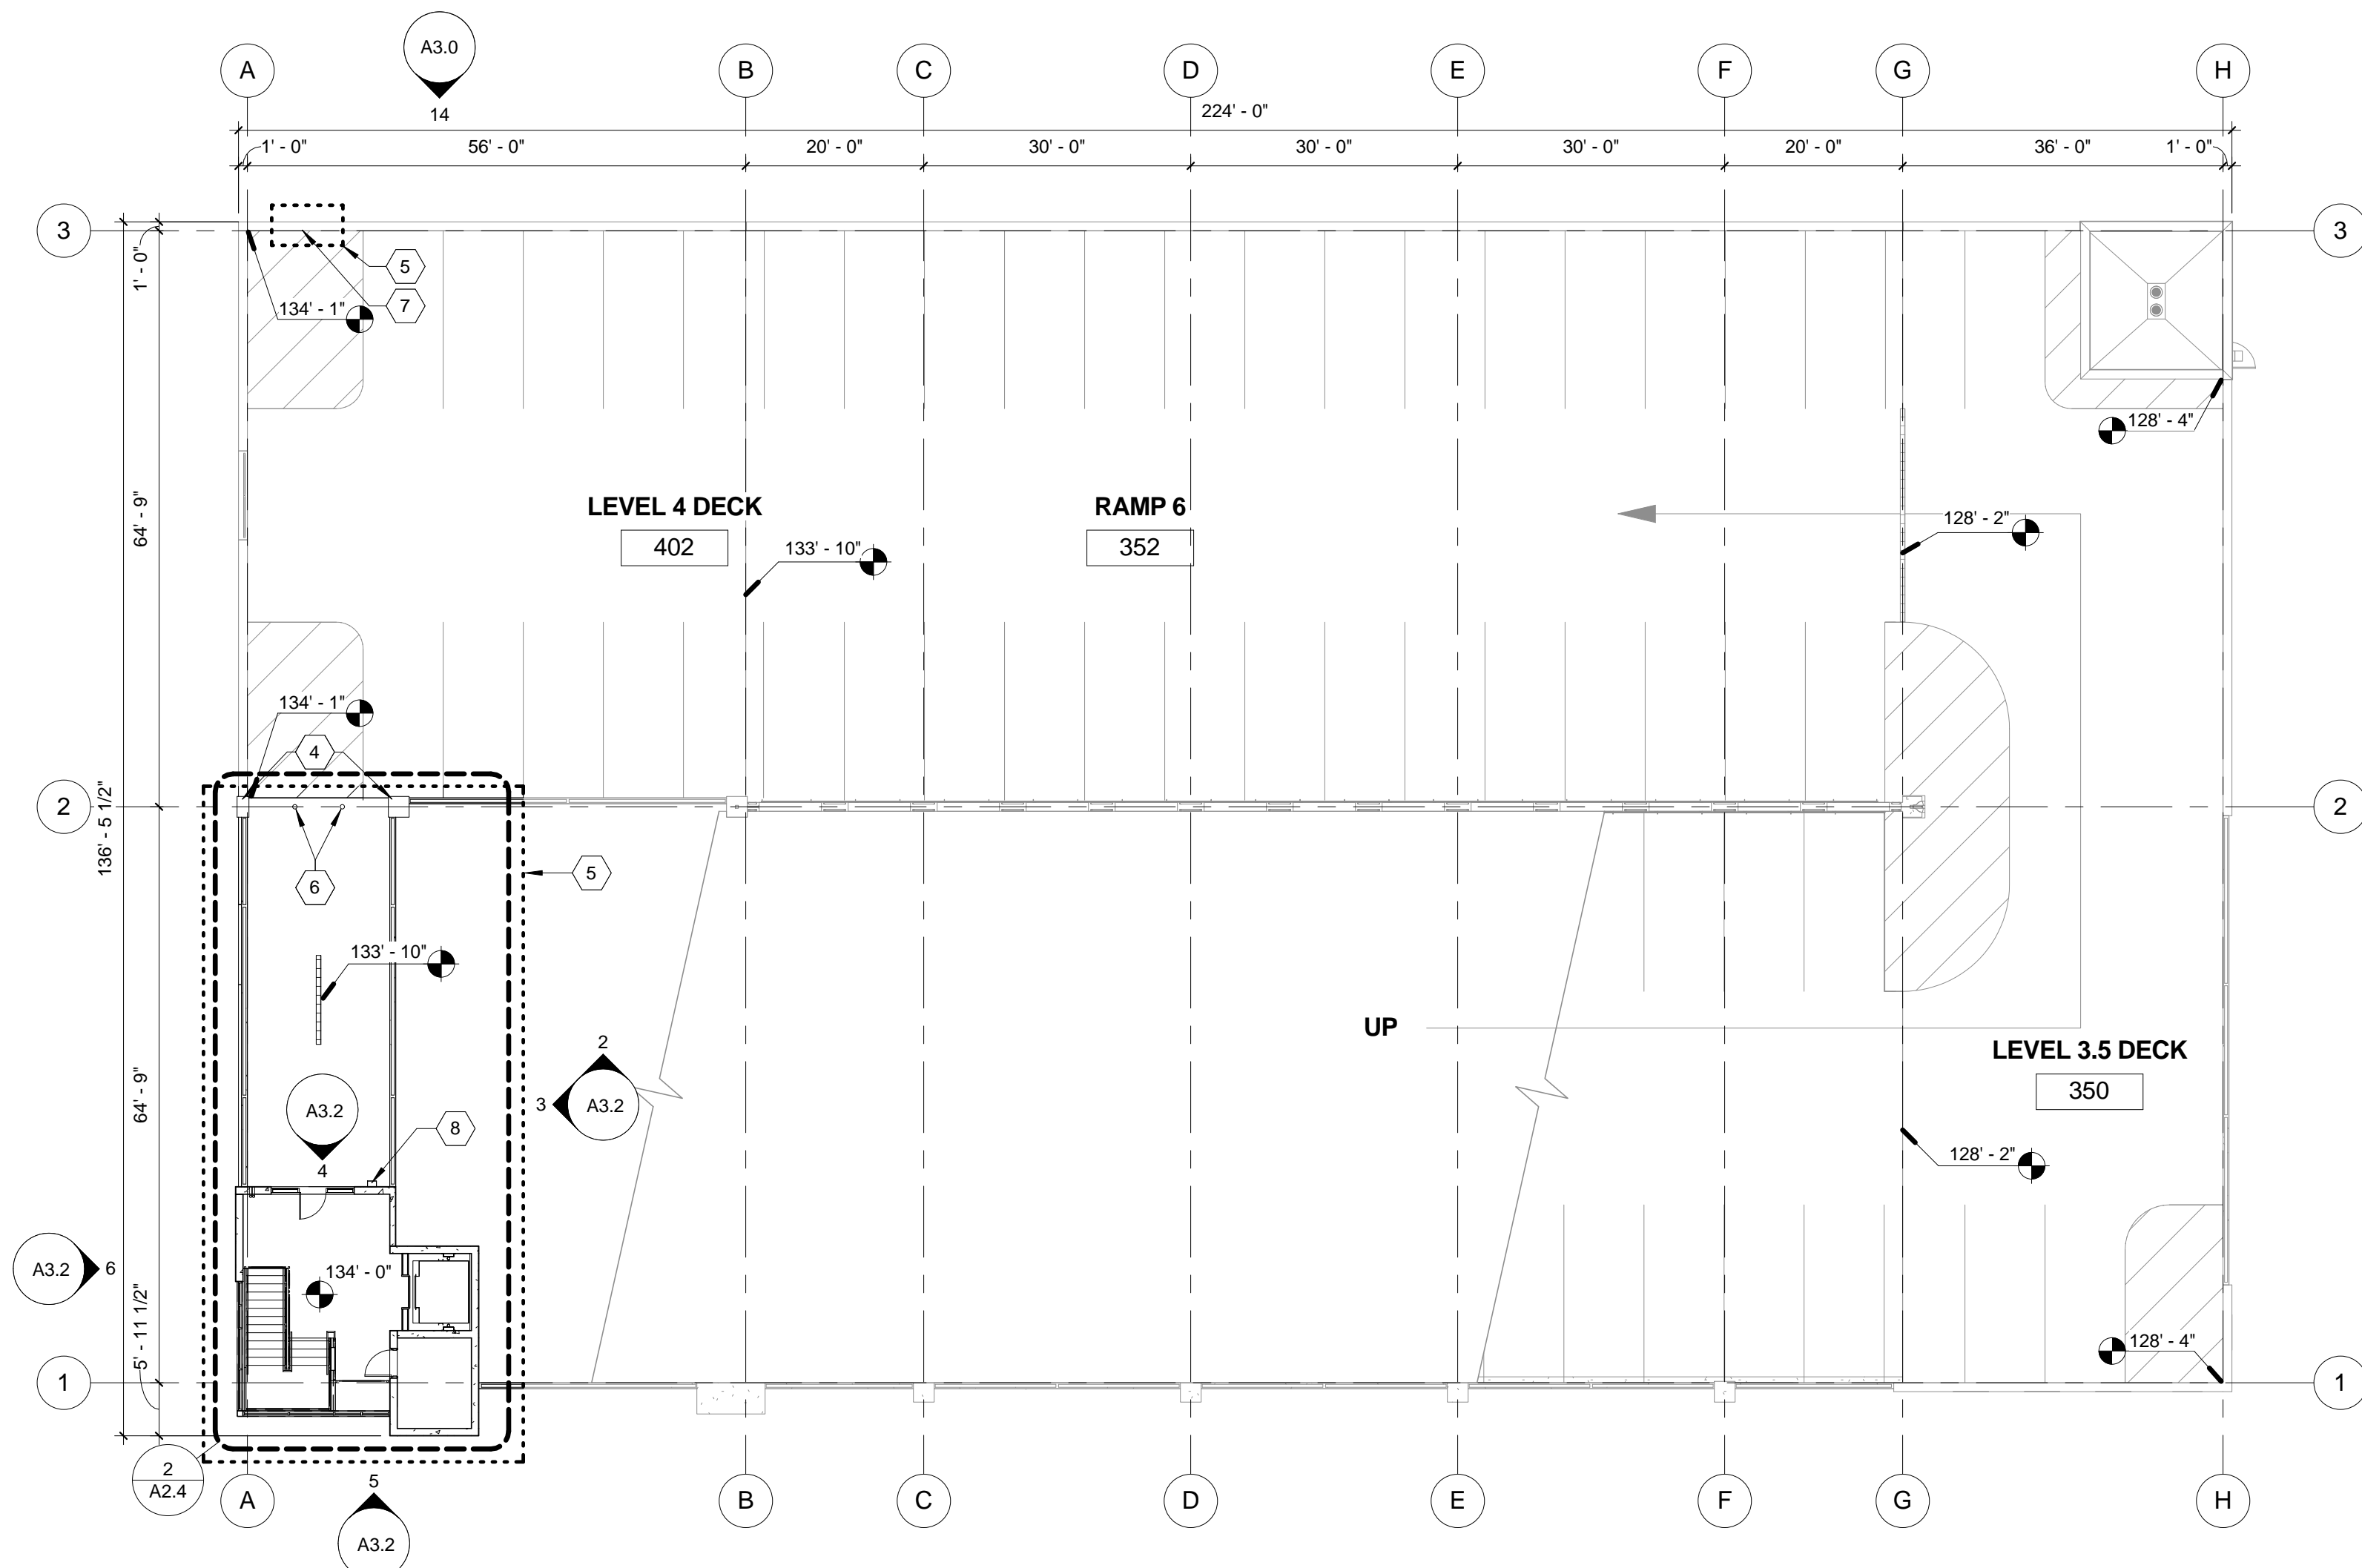 A3.0
14
A B C D E F G H
224' - 0"
1' - 0" 56' - 0" 20' - 0" 30' - 0" 30' - 0" 30' - 0" 20' - 0" 36' - 0" 1' - 0"
3 3
1' - 0"
5
7
134' - 1"
128' - 4"
64' - 9"
LEVEL 4 DECK RAMP 6
402 352
133' - 10"
128' - 2"
134' - 1"
4
2 2
136' - 5 1/2"
5
6
133' - 10"
UP
LEVEL 3.5 DECK
350
2
3 A3.2
64' - 9"
A3.2
4
8
128' - 2"
A3.2 6
134' - 0"
5' - 11 1/2"
128' - 4"
1 1
2
A2.4
5
A3.2
A B C D E F G H